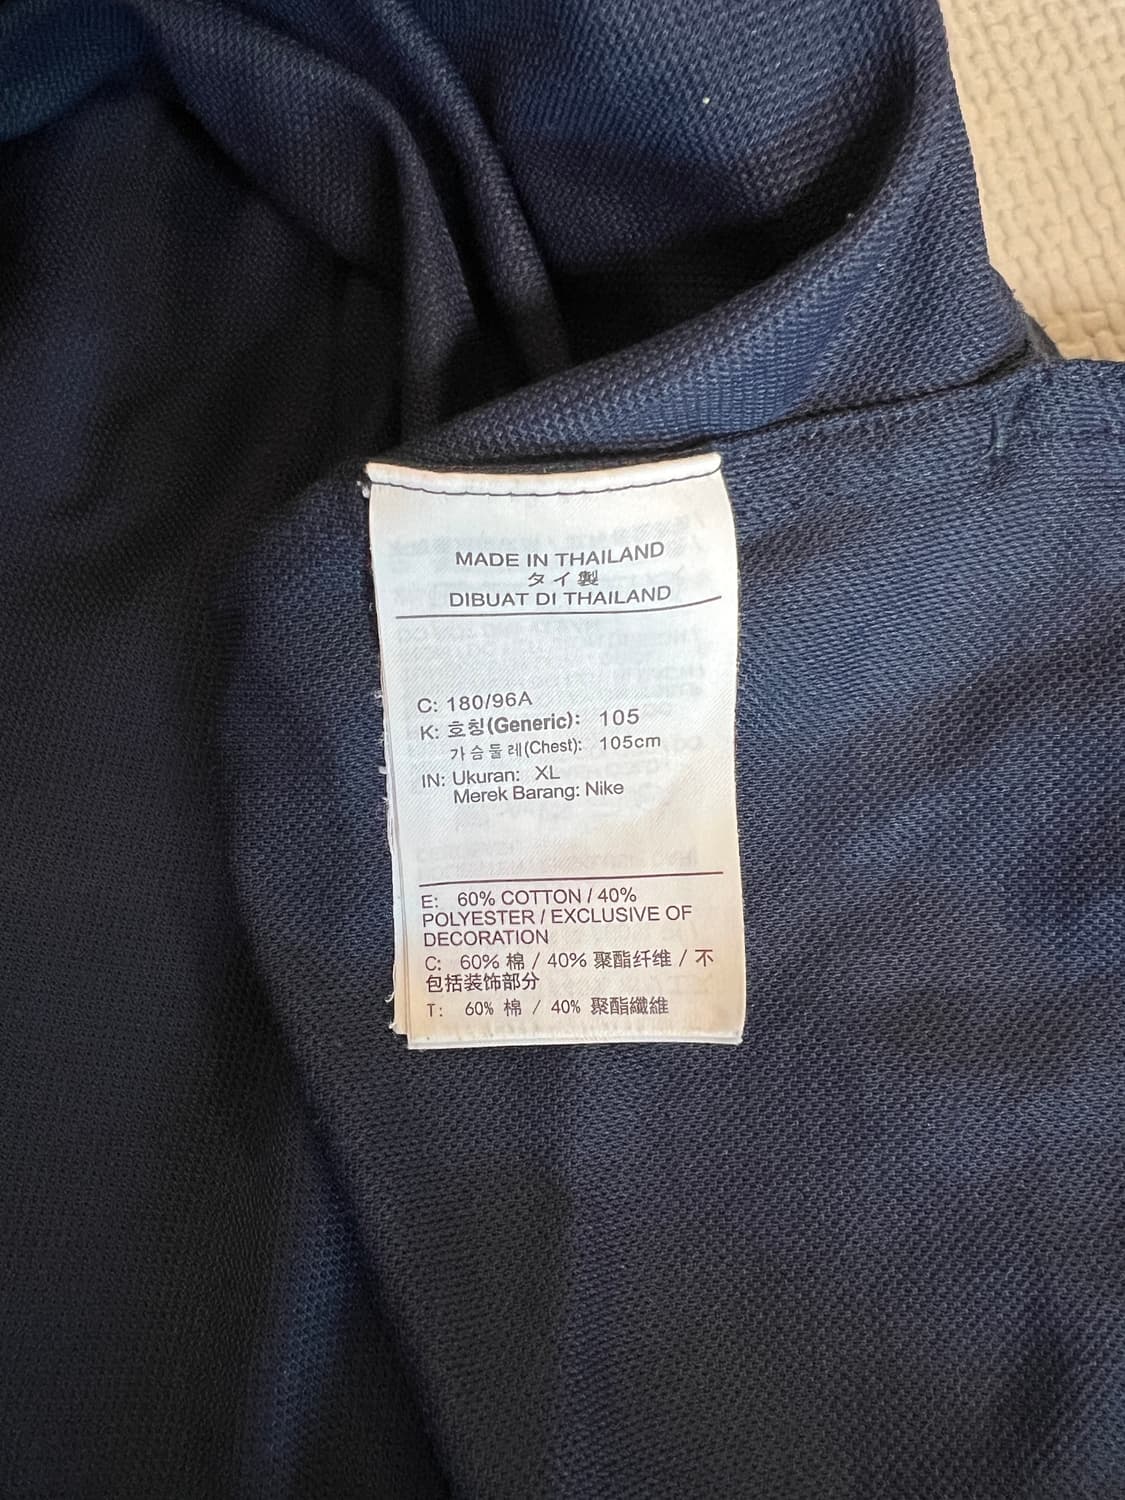 MADE IN THAILAND
タイ製
DIBUAT DI THAILAND
C: 180/96A
K: 호칭(Generic): 105
가슴둘레(Chest): 105cm
IN: Ukuran: XL
Merek Barang: Nike
E: 60% COTTON / 40%
POLYESTER / EXCLUSIVE OF
DECORATION
C: 60% 棉 / 40% 聚酯纤维 / 不
包括装饰部分
T: 60% 棉 / 40% 聚酯纖維